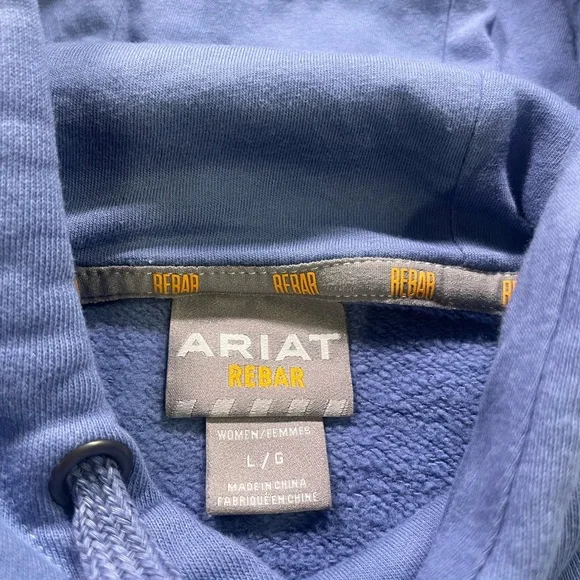 REBAR REBAR REBAR
ARIAT
REBAR
WOMEN/FEMMES
L/G
MADE IN CHINA
FABRIQUÉ EN CHINE